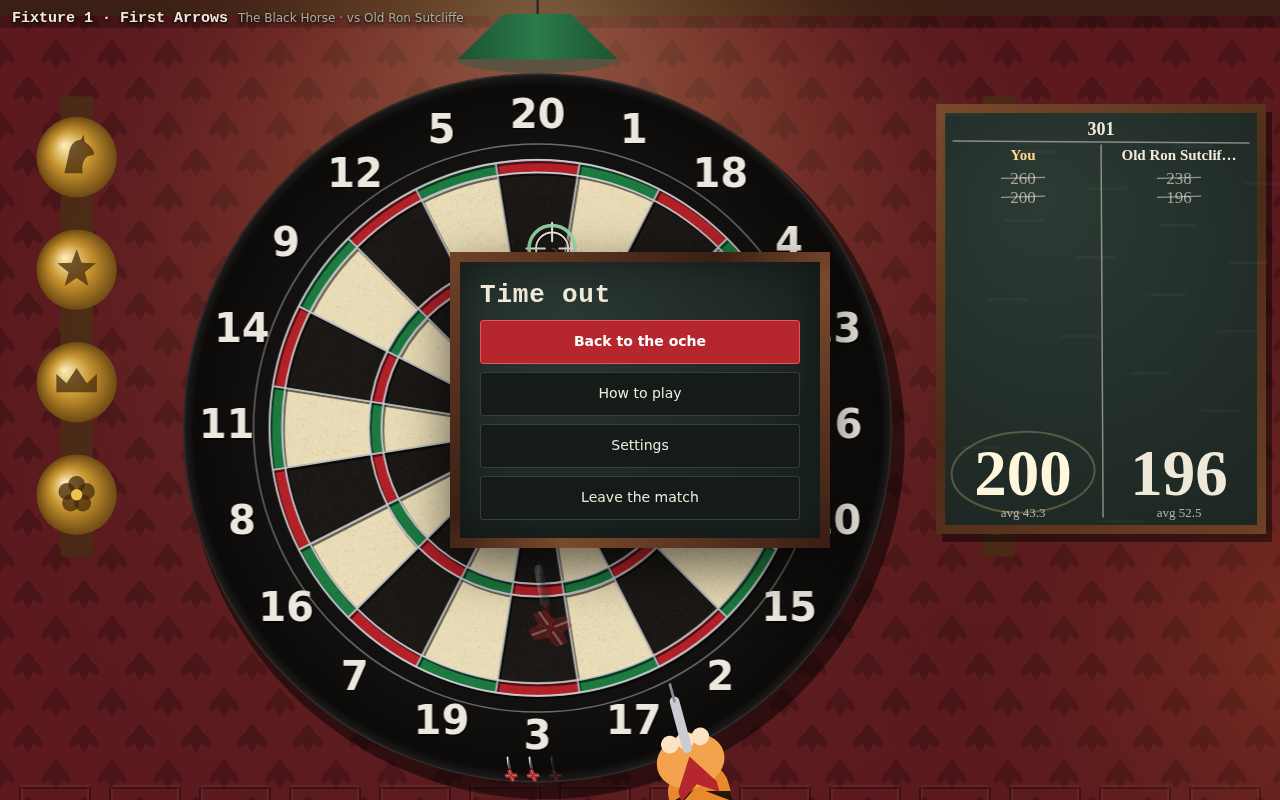 Fixture 1 · First Arrows The Black Horse · vs Old Ron Sutcliffe
20
5
1
12
18
9
4
14
11
6
8
16
15
7
2
19
17
3
Time out
Back to the oche
How to play
Settings
Leave the match
301
You
Old Ron Sutclif…
260
238
200
196
200
196
avg 43.3
avg 52.5